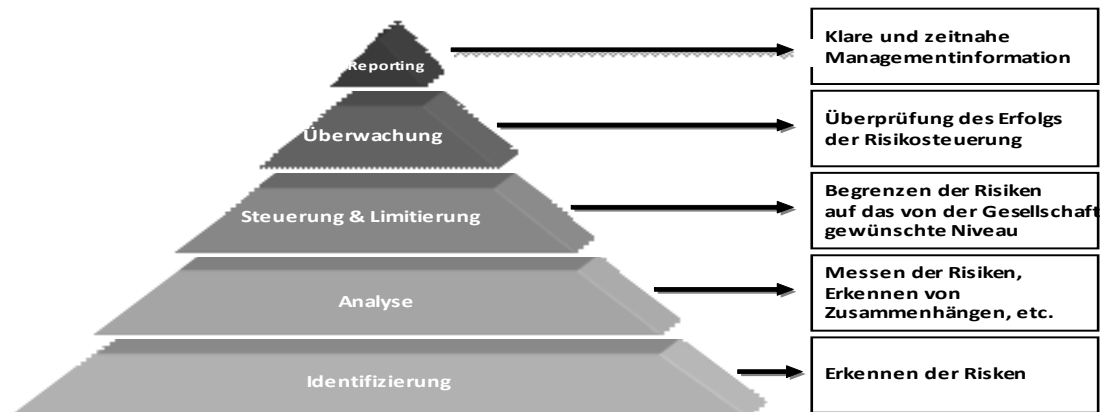 Reporting
Klare und zeitnahe
Managementinformation
Überwachung
Überprüfung des Erfolgs
der Risikosteuerung
Steuerung & Limitierung
Begrenzen der Risiken
auf das von der Gesellschaft
gewünschte Niveau
Analyse
Messen der Risiken,
Erkennen von
Zusammenhängen, etc.
Identifizierung
Erkennen der Risken